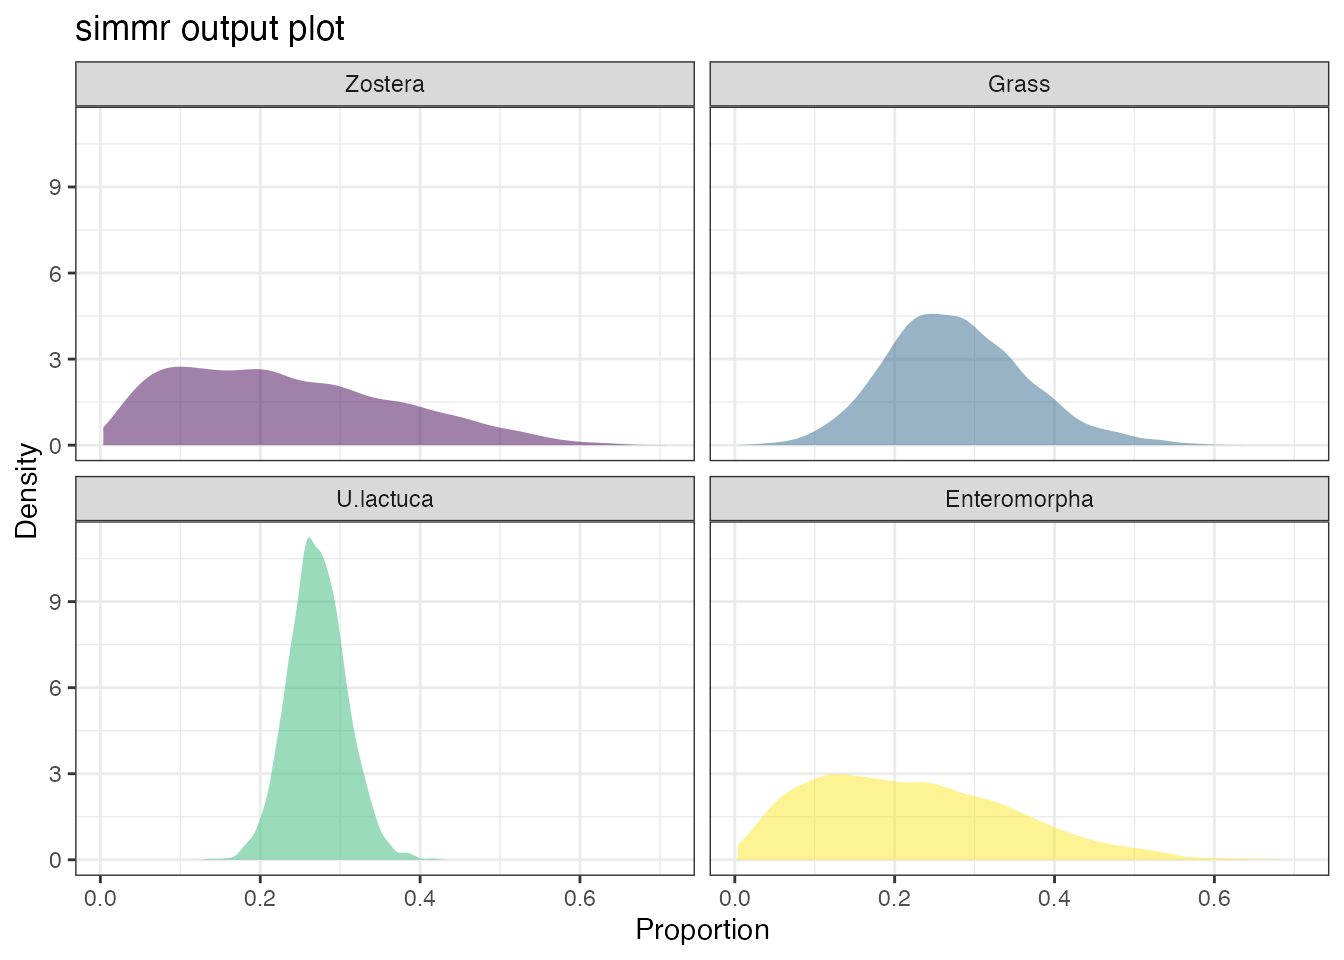 simmr output plot
Zostera
Grass
9
6
3
0
Density
U.lactuca
Enteromorpha
9
6
3
0
0.0 0.2 0.4 0.6 0.0 0.2 0.4 0.6
Proportion